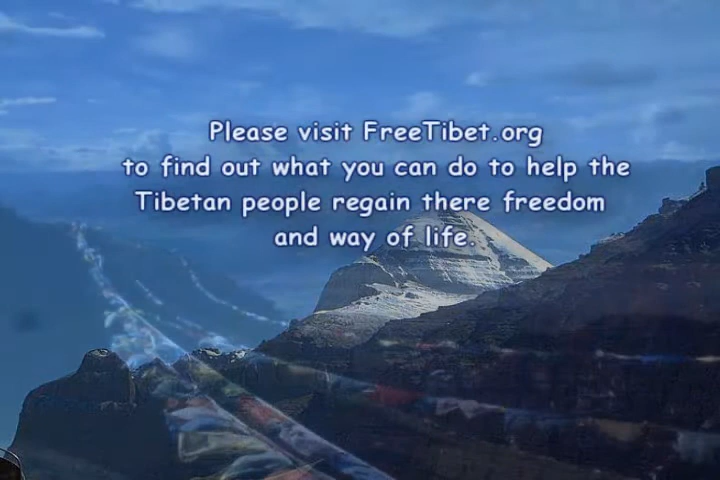 Please visit FreeTibet.org
to find out what you can do to help the
Tibetan people regain there freedom
and way of life.